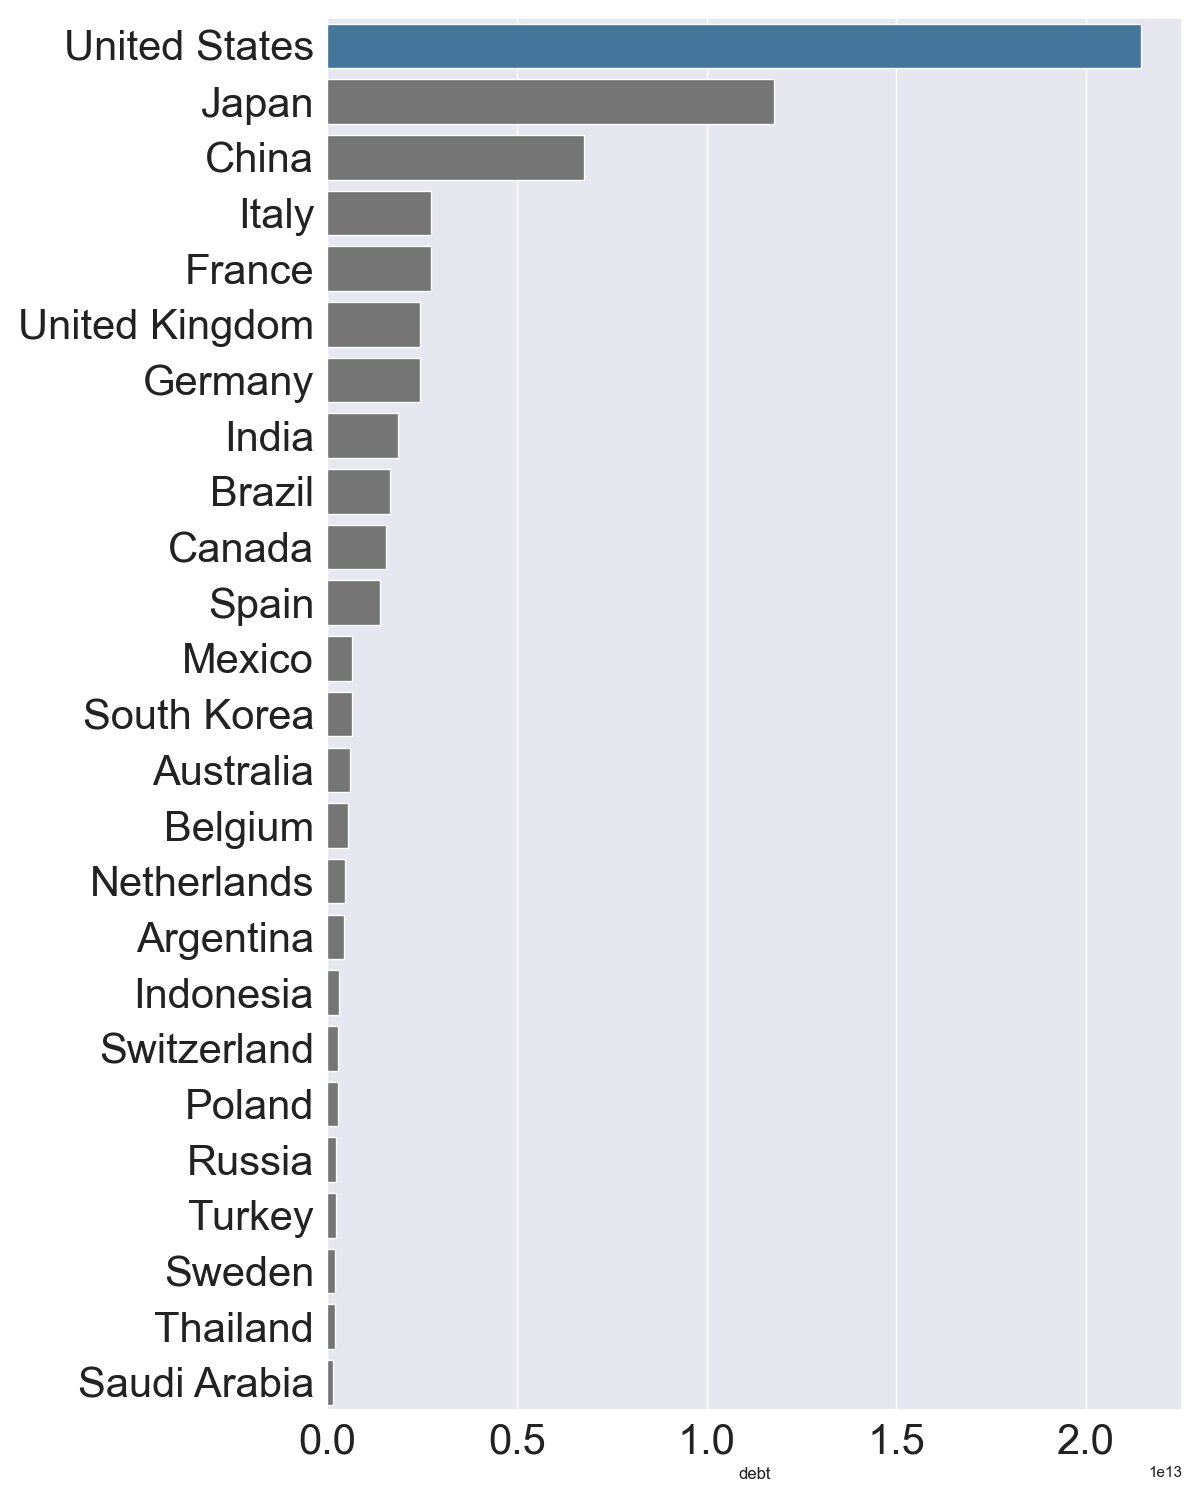 United States
Japan
China
Italy
France
United Kingdom
Germany
India
Brazil
Canada
Spain
Mexico
South Korea
Australia
Belgium
Netherlands
Argentina
Indonesia
Switzerland
Poland
Russia
Turkey
Sweden
Thailand
Saudi Arabia
0.0 0.5 1.0 1.5 2.0
debt 1e13